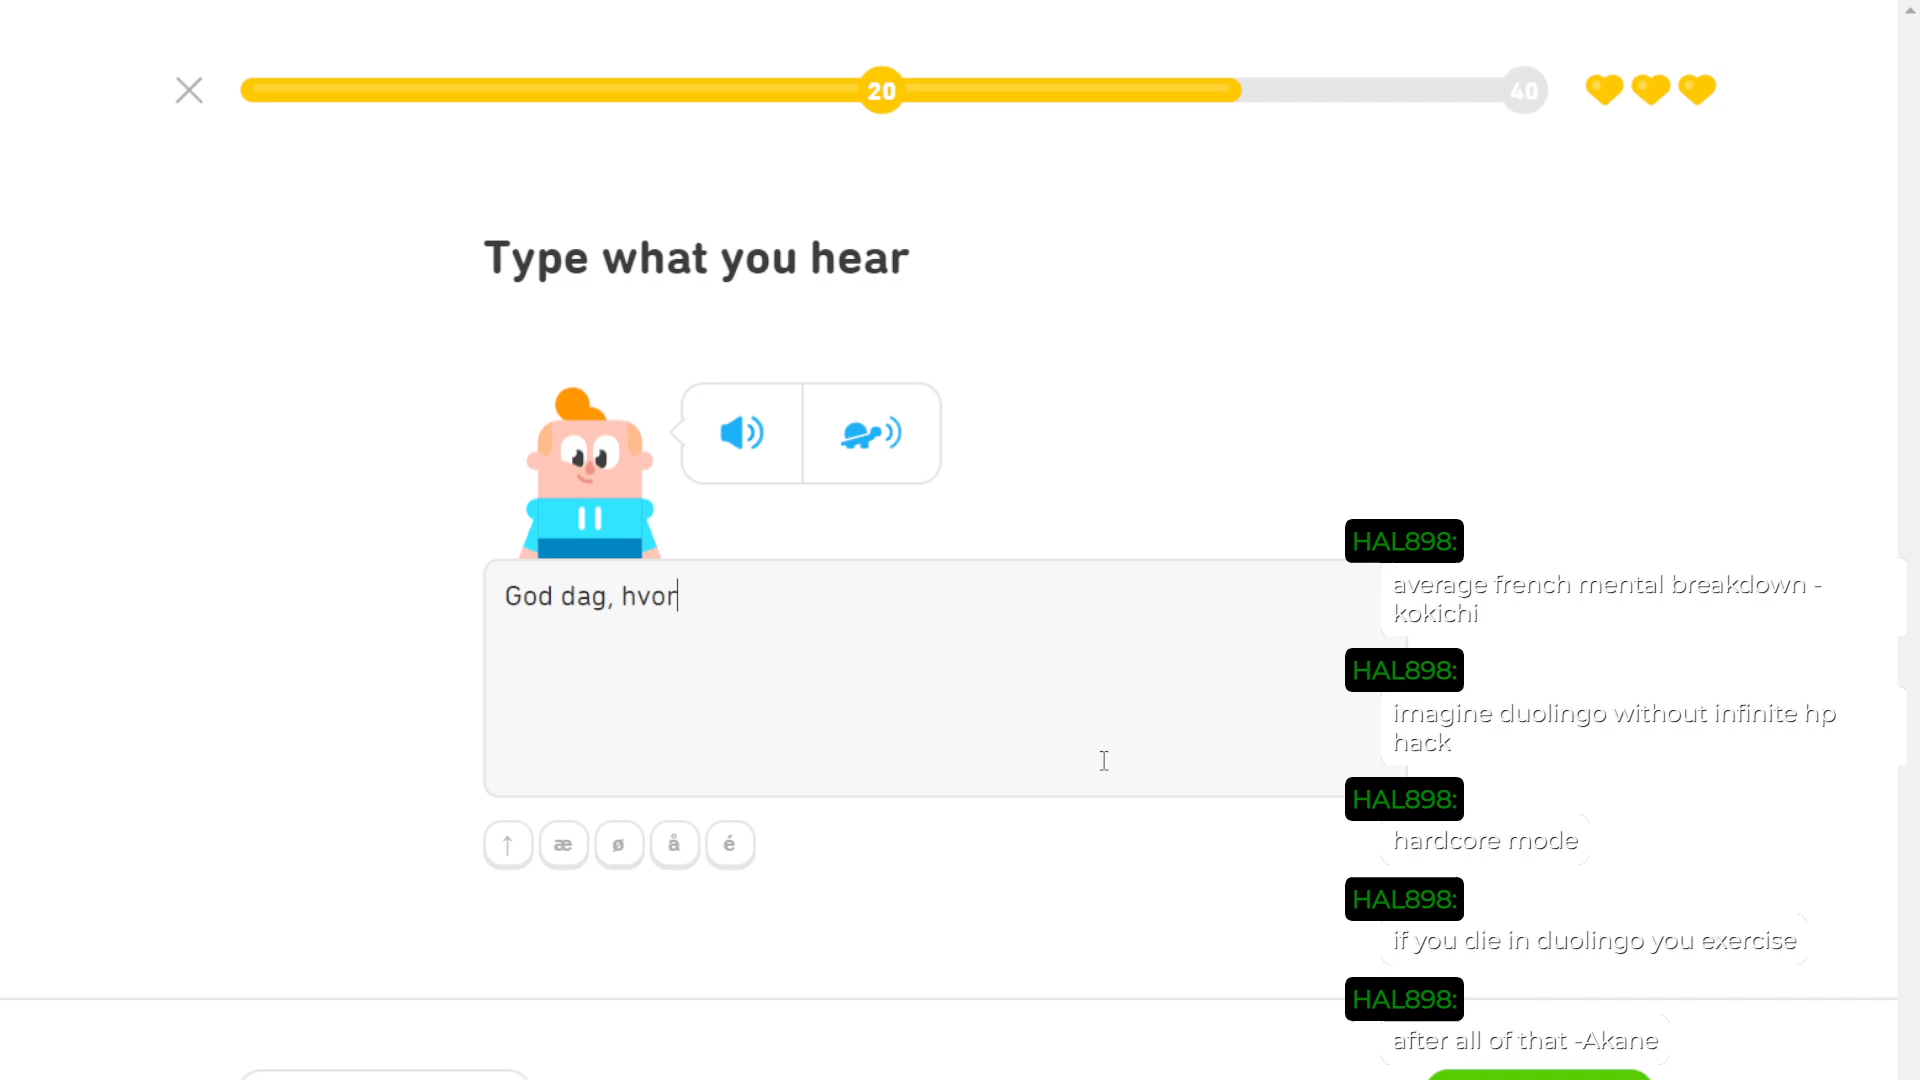 20
40
Type what you hear
God dag, hvor
↑ æ ø å é
HAL898:
average french mental breakdown -
kokichi
HAL898:
imagine duolingo without infinite hp
hack
HAL898:
hardcore mode
HAL898:
if you die in duolingo you exercise
HAL898:
after all of that -Akane